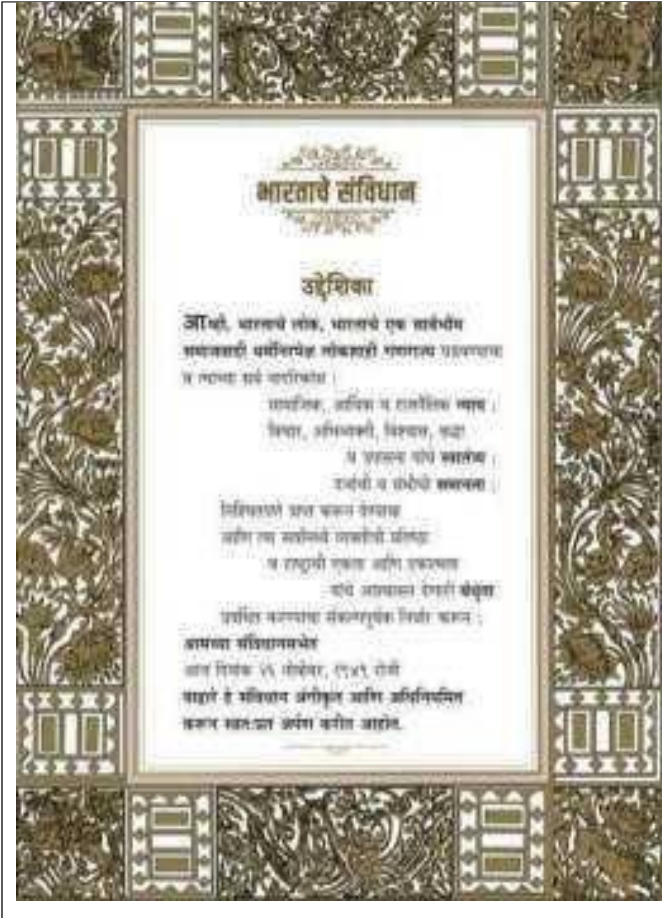 भारताचे संविधान
उद्देशिका
आम्ही, भारताचे लोक, भारताचे एक सार्वभौम
समाजवादी धर्मनिरपेक्ष लोकशाही गणराज्य घडवण्याचा
व त्याच्या सर्व नागरिकांस :
सामाजिक, आर्थिक व राजनैतिक न्याय ;
विचार, अभिव्यक्ती, विश्वास, श्रद्धा
व उपासना यांचे स्वातंत्र्य ;
दर्जाची व संधीची समानता ;
निश्चितपणे प्राप्त करून देण्याचा
आणि त्या सर्वांमध्ये व्यक्तीची प्रतिष्ठा
व राष्ट्राची एकता आणि एकात्मता
यांचे आश्वासन देणारी बंधुता
प्रवर्धित करण्याचा संकल्पपूर्वक निर्धार करून ;
आमच्या संविधानसभेत
आज दिनांक २६ नोव्हेंबर, १९४९ रोजी
याद्वारे हे संविधान अंगीकृत आणि अधिनियमित
करून स्वतःप्रत अर्पण करीत आहोत.